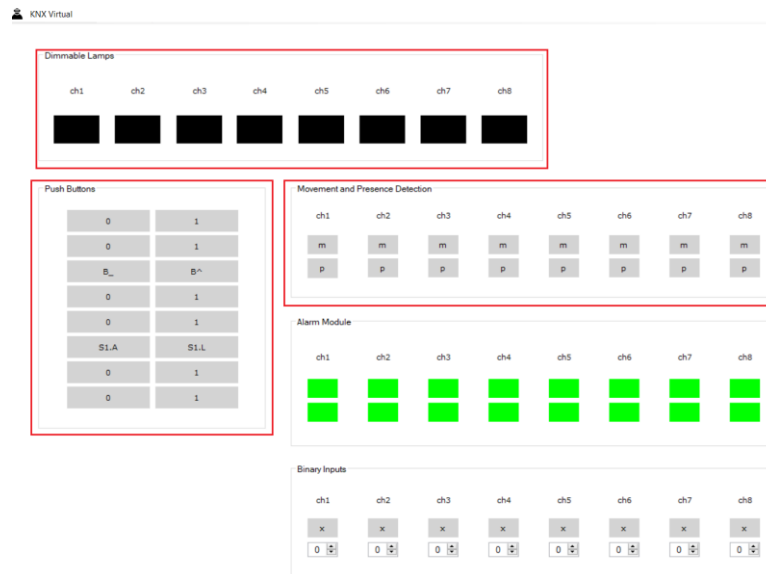 KNX Virtual
Dimmable Lamps
ch1 ch2 ch3 ch4 ch5 ch6 ch7 ch8
Push Buttons
0 1
0 1
B_ B^
0 1
0 1
S1.A S1.L
0 1
0 1
Movement and Presence Detection
ch1 ch2 ch3 ch4 ch5 ch6 ch7 ch8
m m m m m m m m
p p p p p p p p
Alarm Module
ch1 ch2 ch3 ch4 ch5 ch6 ch7 ch8
Binary Inputs
ch1 ch2 ch3 ch4 ch5 ch6 ch7 ch8
x x x x x x x x
0 0 0 0 0 0 0 0